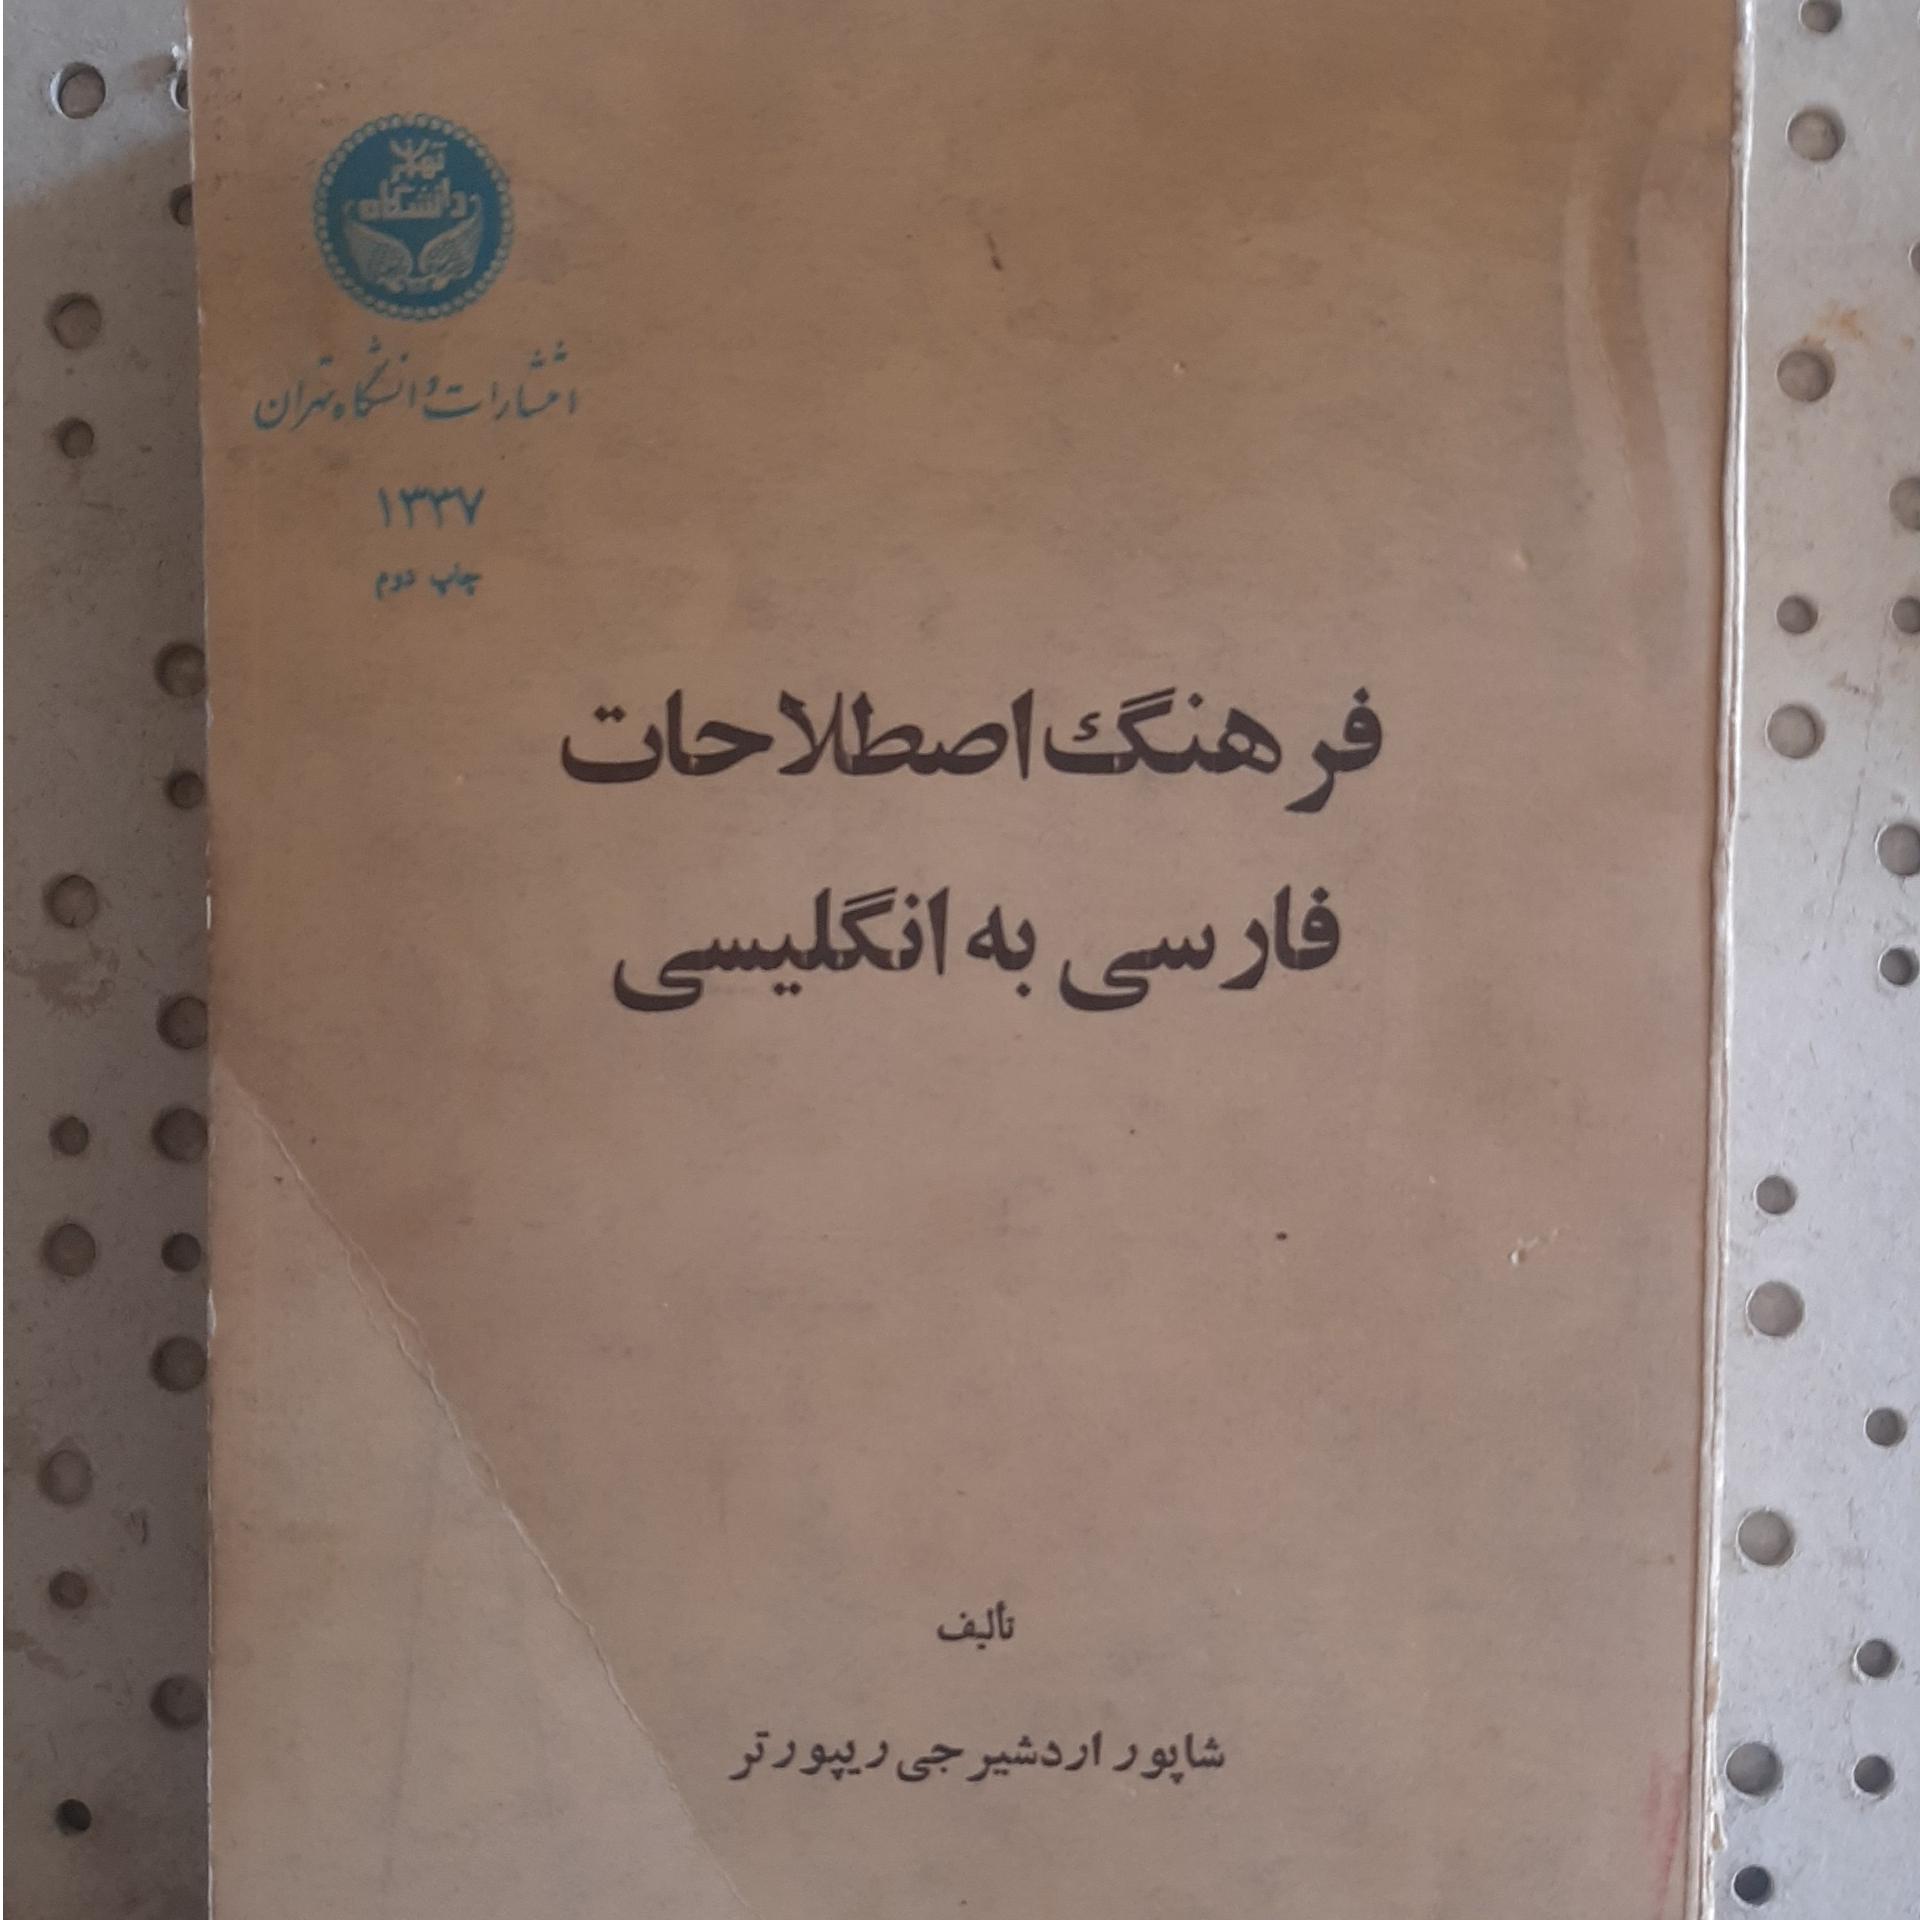 تهران
دانشگاه
انتشارات دانشگاه تهران
۱۳۳۷
چاپ دوم
فرهنگ اصطلاحات
فارسی به انگلیسی
تألیف
شاپور اردشیرجی ریپورتر